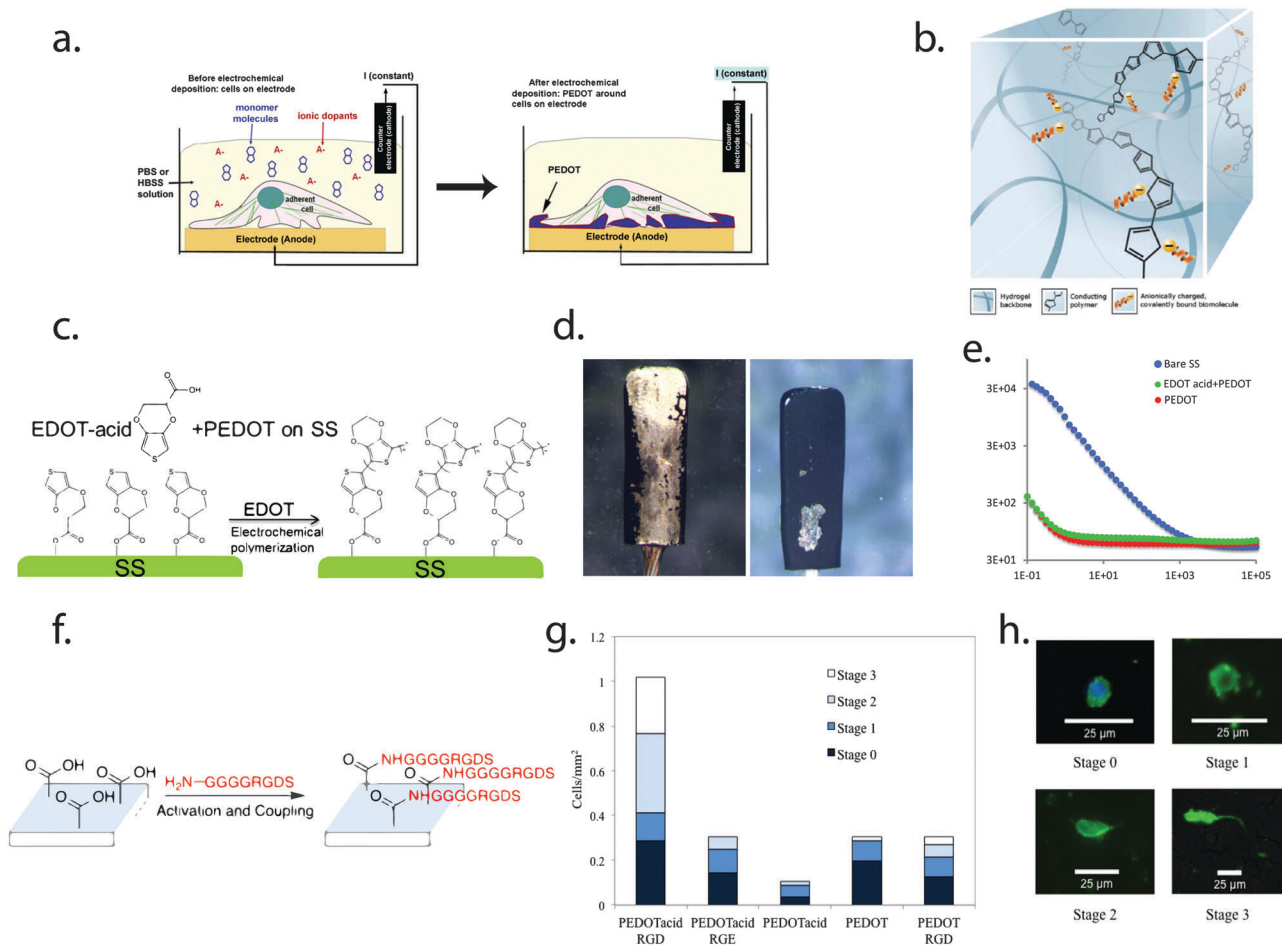 a.
Before electrochemical
deposition: cells on electrode
monomer
molecules
ionic dopants
I (constant)
Counter
electrode (cathode)
A-
A-
A-
A-
A-
A-
PBS or
HBSS
solution
adherent
cell
Electrode (Anode)
After electrochemical
deposition: PEDOT around
cells on electrode
I (constant)
Counter
electrode (cathode)
PEDOT
adherent
cell
Electrode (Anode)
b.
Hydrogel
backbone
Conducting
polymer
Anionically charged,
covalently bound biomolecule
c.
EDOT-acid
+PEDOT on SS
O
OH
O
O
S
S
S
S
EDOT
Electrochemical
polymerization
SS
SS
d.
e.
Bare SS
EDOT acid+PEDOT
PEDOT
3E+04
3E+03
3E+02
3E+01
1E-01
1E+01
1E+03
1E+05
f.
O
OH
O
OH
O
OH
H2N—GGGGRGDS
Activation and Coupling
O
NHGGGGRGDS
O
NHGGGGRGDS
O
NHGGGGRGDS
g.
Cells/mm²
1.2
1
0.8
0.6
0.4
0.2
0
Stage 3
Stage 2
Stage 1
Stage 0
PEDOTacid
RGD
PEDOTacid
RGE
PEDOTacid
PEDOT
PEDOT
RGD
h.
25 µm
Stage 0
25 µm
Stage 1
25 µm
Stage 2
25 µm
Stage 3